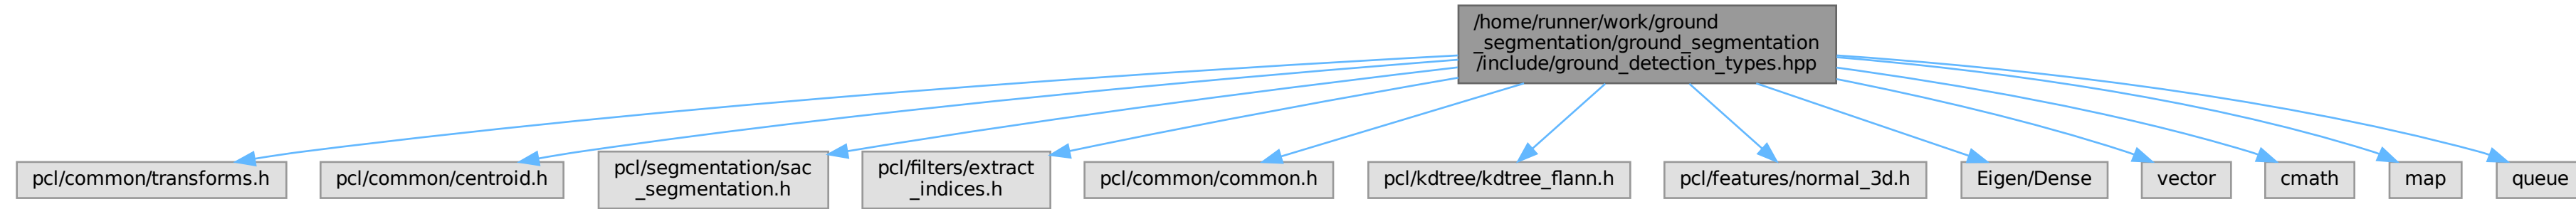 /home/runner/work/ground
_segmentation/ground_segmentation
/include/ground_detection_types.hpp
pcl/common/transforms.h
pcl/common/centroid.h
pcl/segmentation/sac
_segmentation.h
pcl/filters/extract
_indices.h
pcl/common/common.h
pcl/kdtree/kdtree_flann.h
pcl/features/normal_3d.h
Eigen/Dense
vector
cmath
map
queue